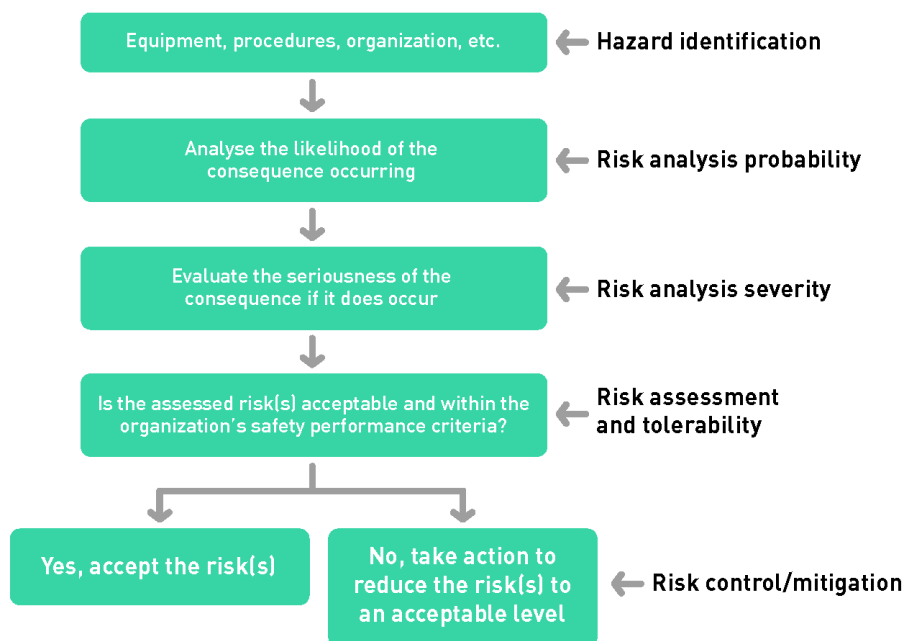 Equipment, procedures, organization, etc.
Hazard identification
Analyse the likelihood of the
consequence occurring
Risk analysis probability
Evaluate the seriousness of the
consequence if it does occur
Risk analysis severity
Is the assessed risk(s) acceptable and within the
organization's safety performance criteria?
Risk assessment
and tolerability
Yes, accept the risk(s)
No, take action to
reduce the risk(s) to
an acceptable level
Risk control/mitigation